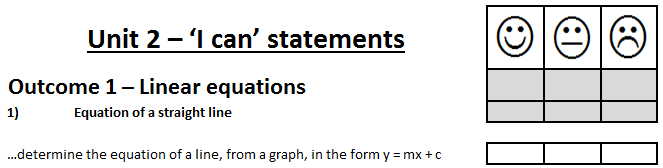 Unit 2 – ‘I can’ statements
Outcome 1 – Linear equations
1) Equation of a straight line
...determine the equation of a line, from a graph, in the form y = mx + c